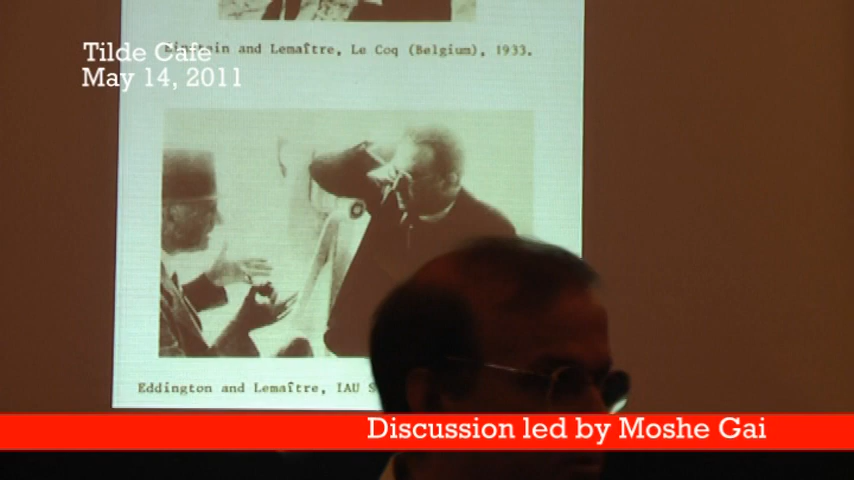 Tilde Cafe
May 14, 2011
and Lemaître, Le Coq (Belgium), 1933.
Eddington and Lemaître, IAU
Discussion led by Moshe Gai